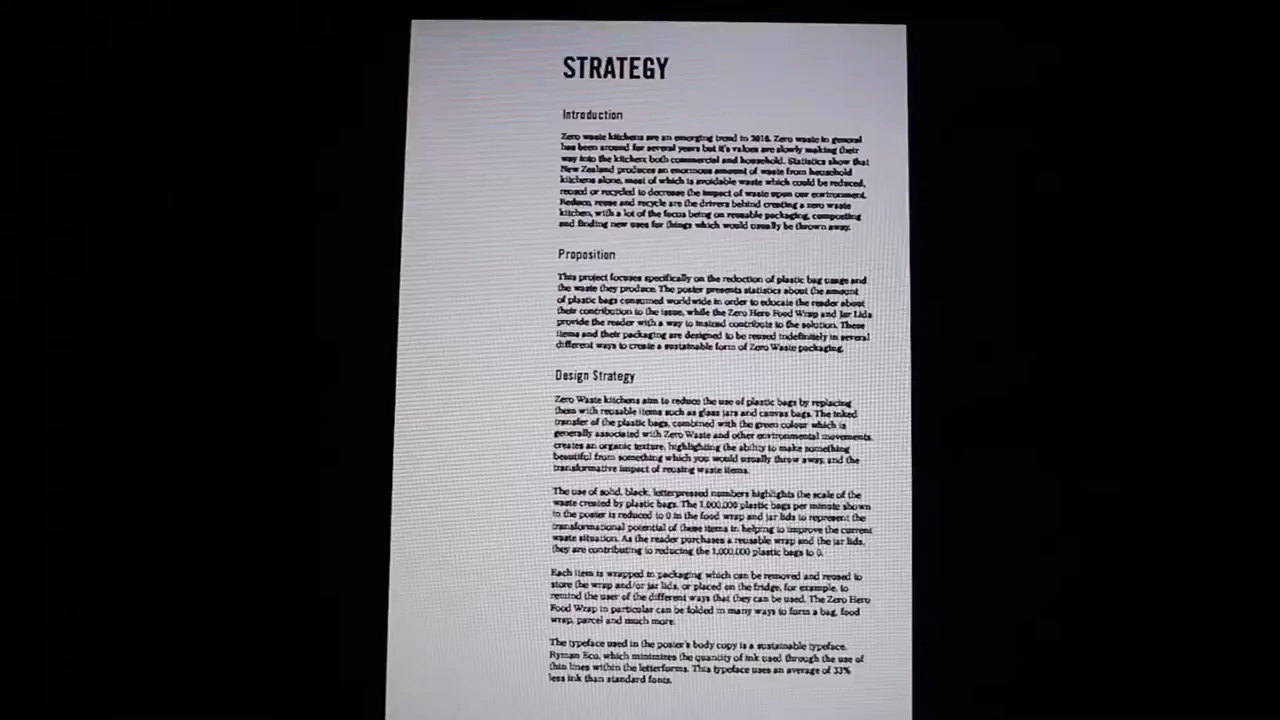 STRATEGY
Introduction
Zero waste kitchens are an emerging trend in 2016. Zero waste in general
has been around for several years but it's values are slowly making their
way into the kitchen, both commercial and household. Statistics show that
New Zealand produces an enormous amount of waste from household
kitchens alone, most of which is avoidable waste which could be reduced,
reused or recycled to decrease the impact of waste upon our environment.
Reduce, reuse and recycle are the drivers behind creating a zero waste
kitchen, with a lot of the focus being on reusable packaging, composting
and finding new uses for things which would usually be thrown away.
Proposition
This project focuses specifically on the reduction of plastic bag usage and
the waste they produce. The poster presents statistics about the amount
of plastic bags consumed worldwide in order to educate the reader about
their contribution to the issue, while the Zero Hero Food Wrap and Jar Lids
provide the reader with a way to instead contribute to the solution. These
items and their packaging are designed to be reused indefinitely in several
different ways to create a sustainable form of Zero Waste packaging.
Design Strategy
Zero Waste kitchens aim to reduce the use of plastic bags by replacing
them with reusable items such as glass jars and canvas bags. The inked
transfer of the plastic bags, combined with the green colour which is
generally associated with Zero Waste and other environmental movements,
creates an organic texture, highlighting the ability to make something
beautiful from something which you would usually throw away, and the
transformative impact of reusing waste items.
The use of solid, black, letterpressed numbers highlights the scale of the
waste created by plastic bags. The 1,000,000 plastic bags per minute shown
in the poster is reduced to 0 in the food wrap and jar lids to represent the
transformational potential of these items in helping to improve the current
waste situation. As the reader purchases a reusable wrap and the jar lids,
they are contributing to reducing the 1,000,000 plastic bags to 0.
Each item is wrapped in packaging which can be removed and reused to
store the wrap and/or jar lids, or placed on the fridge, for example, to
remind the user of the different ways that they can be used. The Zero Hero
Food Wrap in particular can be folded in many ways to form a bag, food
wrap, parcel and much more.
The typeface used in the poster's body copy is a sustainable typeface,
Ryman Eco, which minimizes the quantity of ink used through the use of
thin lines within the letterforms. This typeface uses an average of 33%
less ink than standard fonts.